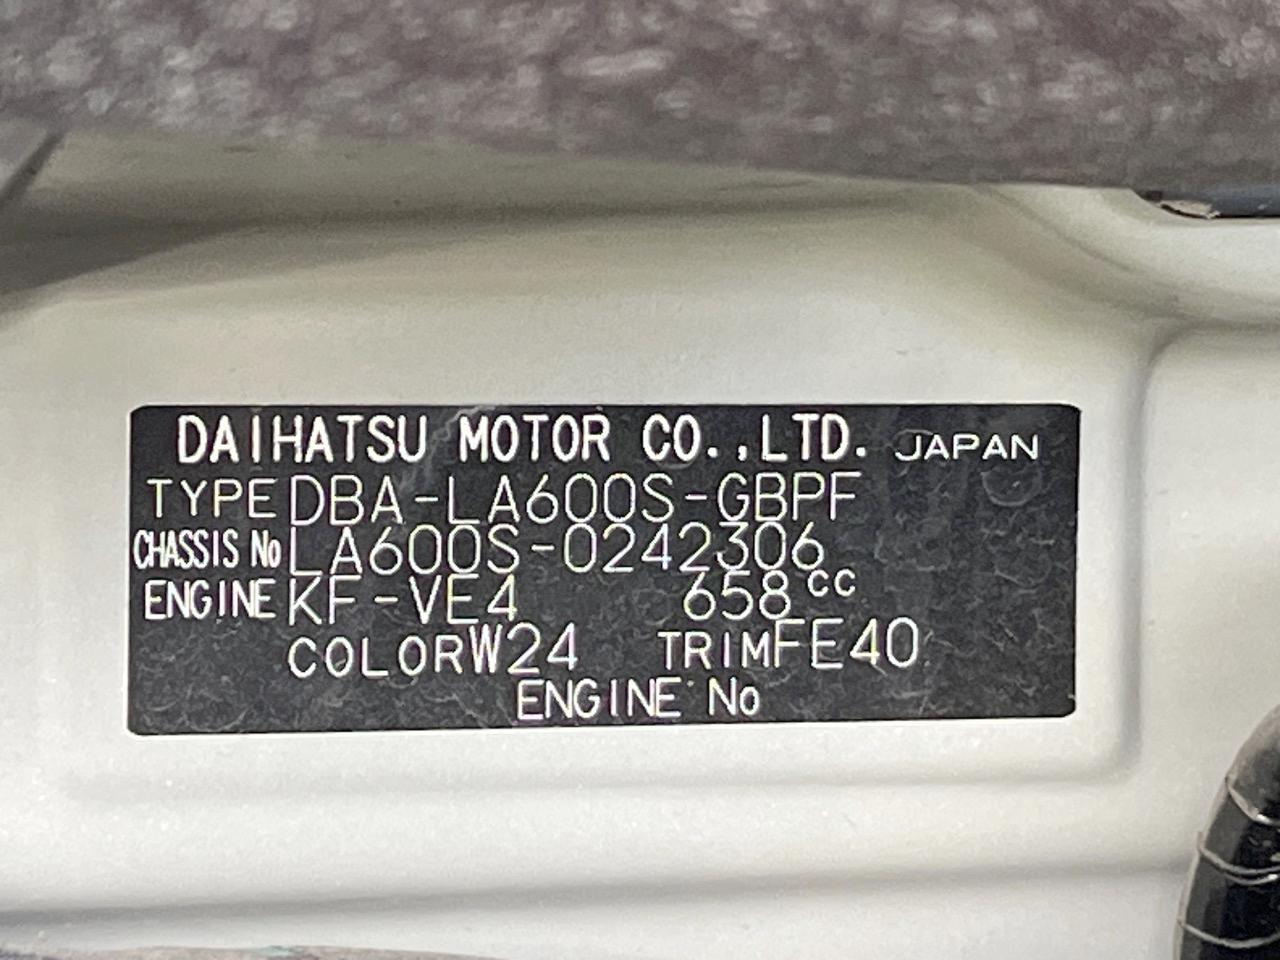 DAIHATSU MOTOR CO.,LTD. JAPAN
TYPE DBA-LA600S-GBPF
CHASSIS No LA600S-0242306
ENGINE KF-VE4 658cc
COLOR W24 TRIM FE40
ENGINE No